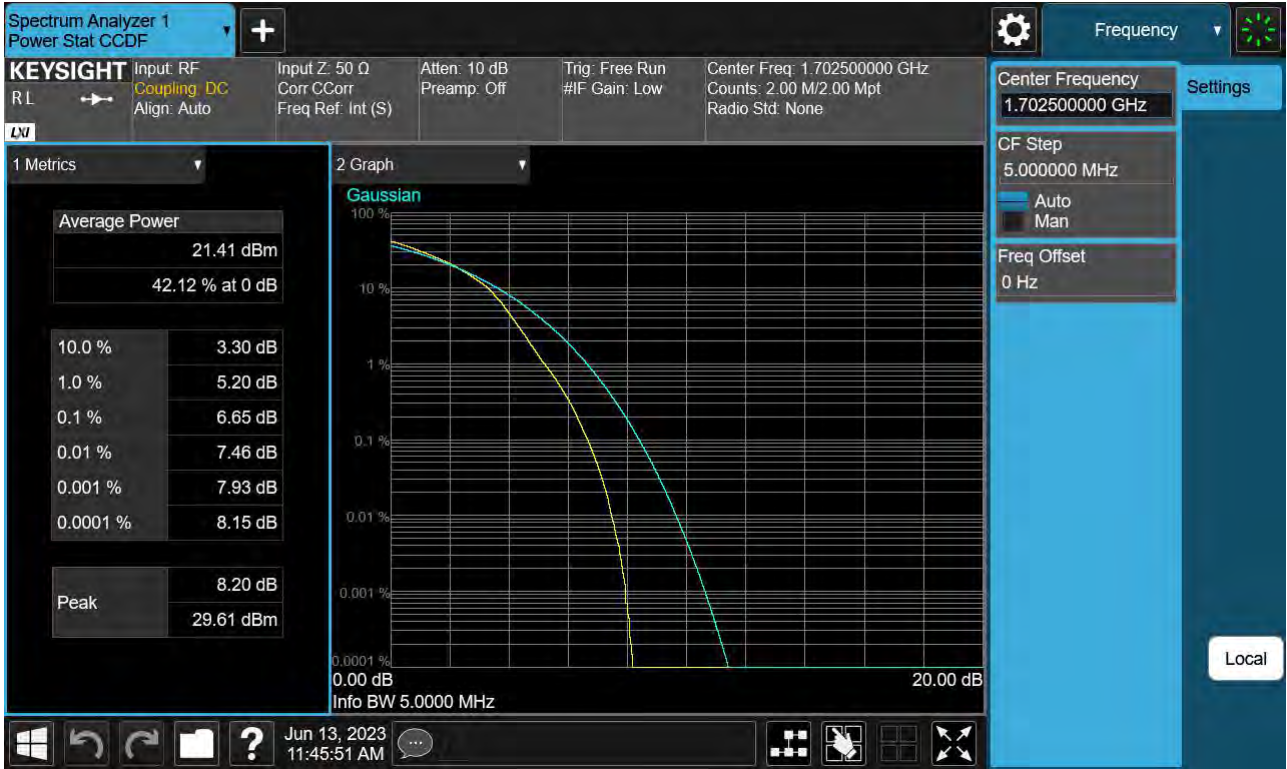 Spectrum Analyzer 1
Power Stat CCDF
+
Frequency
KEYSIGHT
R L
LXI
Input: RF
Coupling: DC
Align: Auto
Input Z: 50 Ω
Corr CCorr
Freq Ref: Int (S)
Atten: 10 dB
Preamp: Off
Trig: Free Run
#IF Gain: Low
Center Freq: 1.702500000 GHz
Counts: 2.00 M/2.00 Mpt
Radio Std: None
Center Frequency
1.702500000 GHz
Settings
CF Step
5.000000 MHz
Auto
Man
Freq Offset
0 Hz
1 Metrics
Average Power
21.41 dBm
42.12 % at 0 dB
10.0 % 3.30 dB
1.0 % 5.20 dB
0.1 % 6.65 dB
0.01 % 7.46 dB
0.001 % 7.93 dB
0.0001 % 8.15 dB
Peak
8.20 dB
29.61 dBm
2 Graph
Gaussian
100 %
10 %
1 %
0.1 %
0.01 %
0.001 %
0.0001 %
0.00 dB 20.00 dB
Info BW 5.0000 MHz
Local
?
Jun 13, 2023
11:45:51 AM